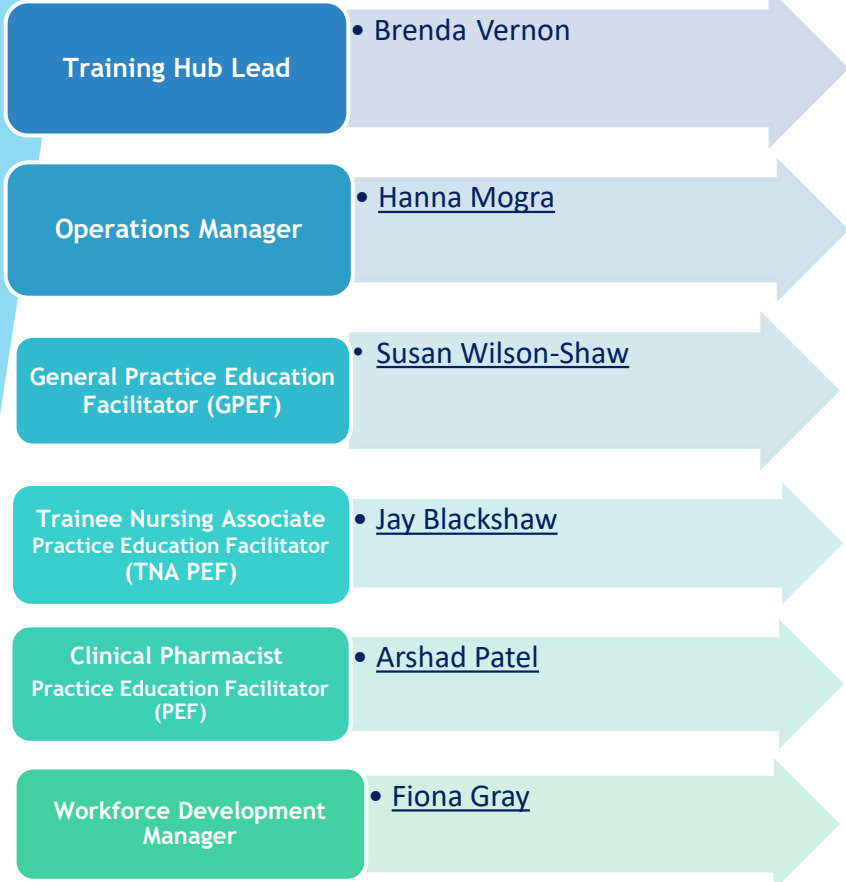 Training Hub Lead
• Brenda Vernon
Operations Manager
• Hanna Mogra
General Practice Education
Facilitator (GPEF)
• Susan Wilson-Shaw
Trainee Nursing Associate
Practice Education Facilitator
(TNA PEF)
• Jay Blackshaw
Clinical Pharmacist
Practice Education Facilitator
(PEF)
• Arshad Patel
Workforce Development
Manager
• Fiona Gray